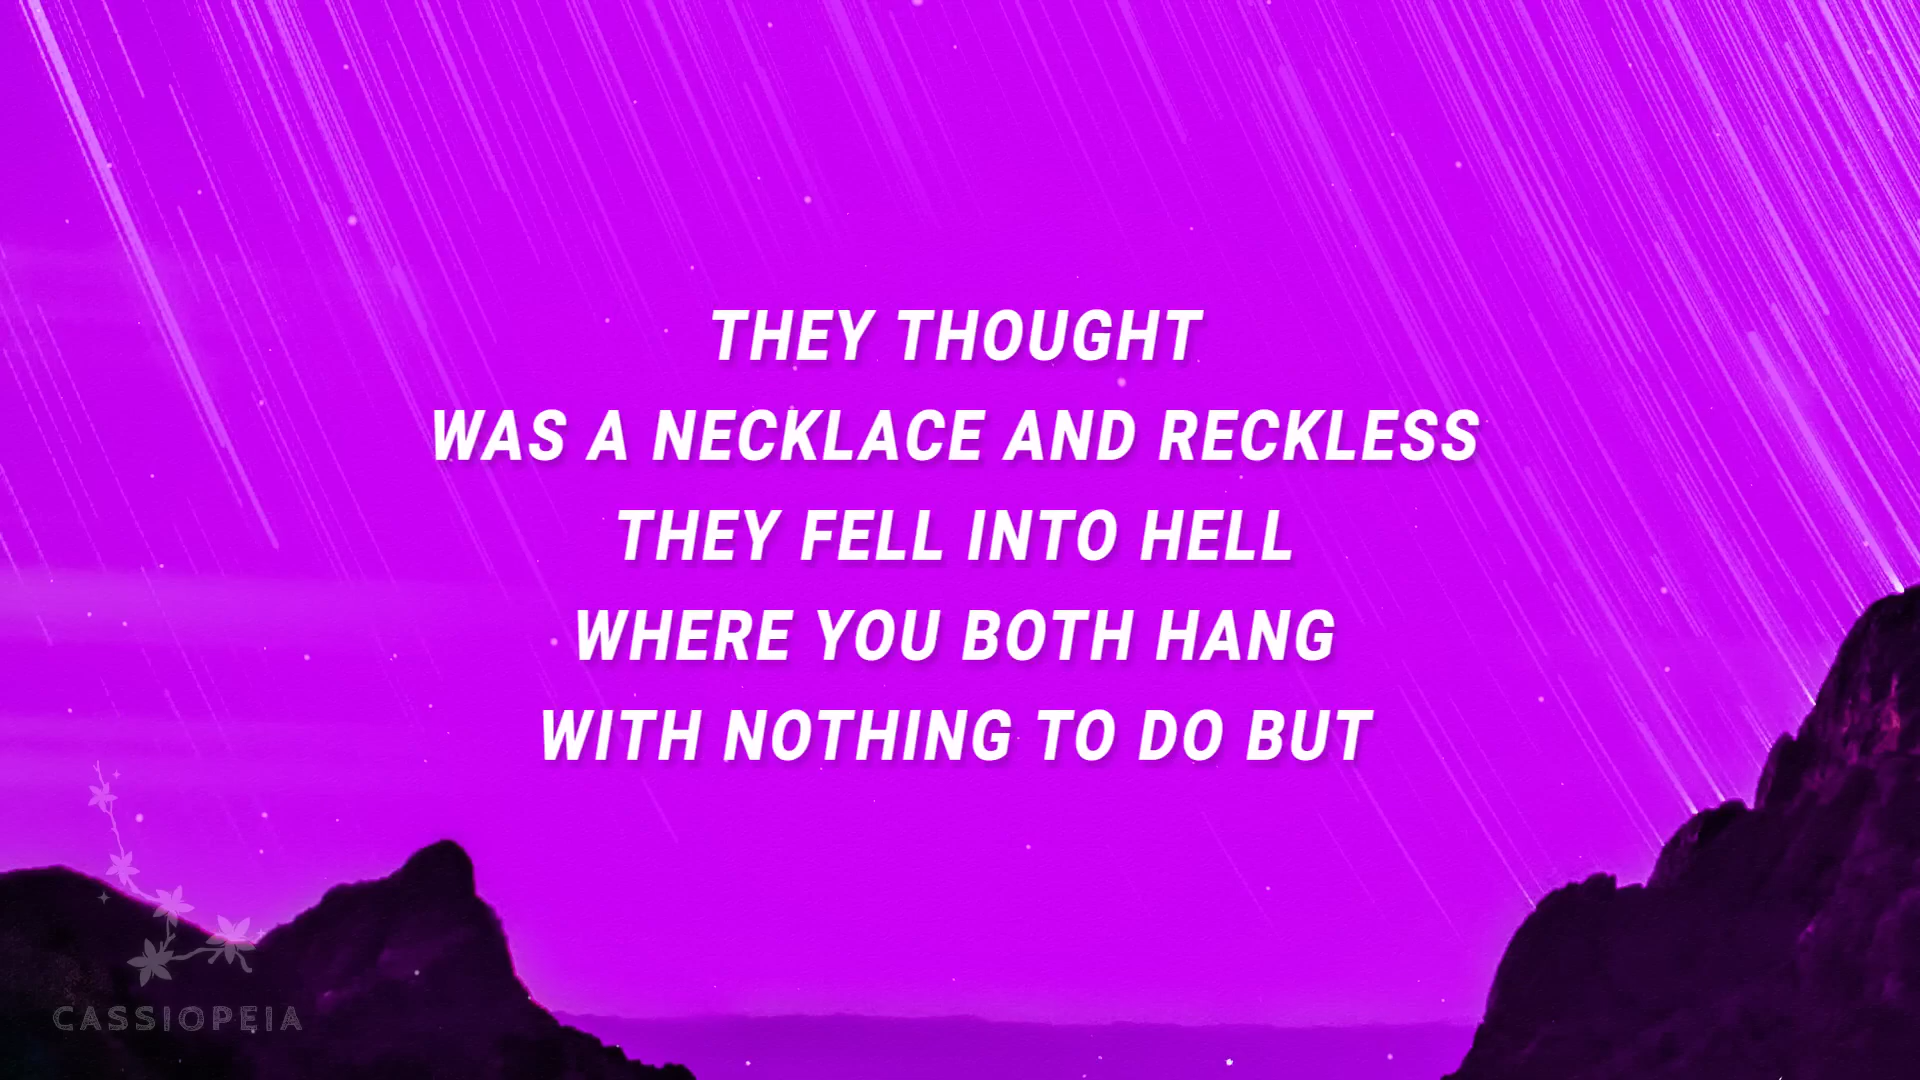 THEY THOUGHT
WAS A NECKLACE AND RECKLESS
THEY FELL INTO HELL
WHERE YOU BOTH HANG
WITH NOTHING TO DO BUT
CASSIOPEIA